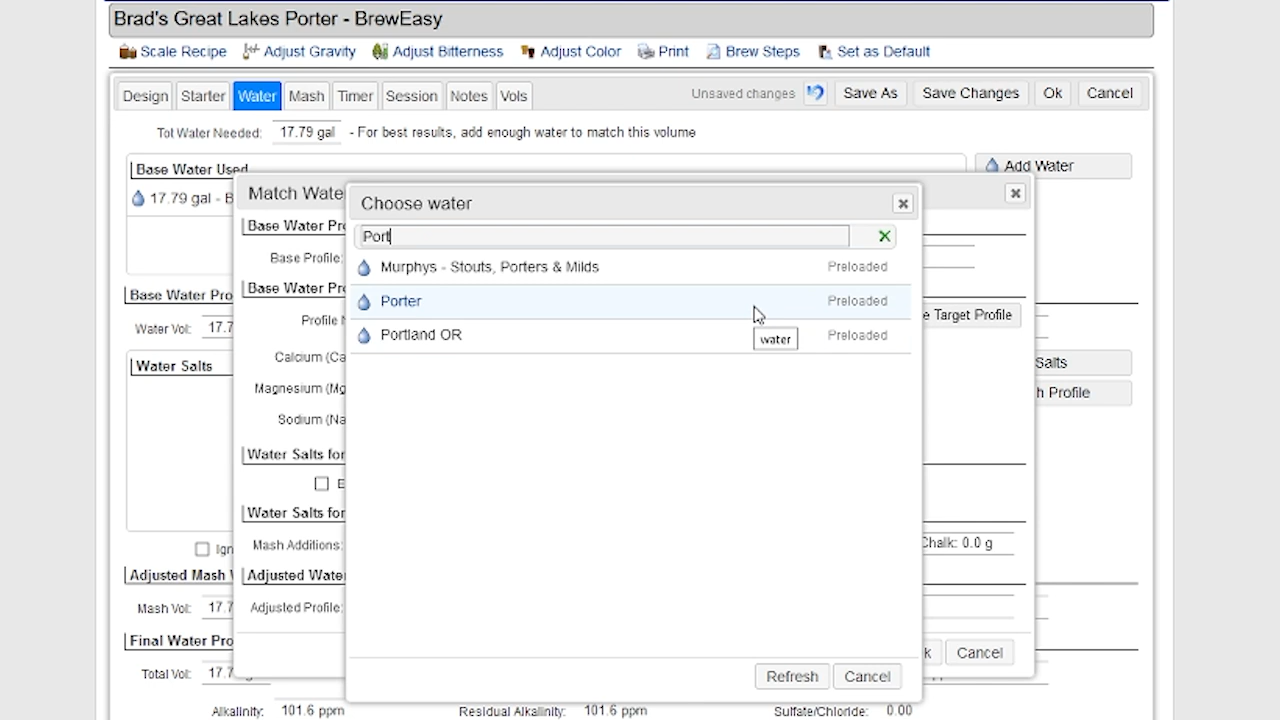 Brad's Great Lakes Porter - BrewEasy
Scale Recipe Adjust Gravity Adjust Bitterness Adjust Color Print Brew Steps Set as Default
Design Starter Water Mash Timer Session Notes Vols Unsaved changes Save As Save Changes Ok Cancel
Tot Water Needed: 17.79 gal - For best results, add enough water to match this volume
Base Water Used Add Water
17.79 gal - B
Match Wate
Choose water
Base Water Pro
Port
Base Profile:
Murphys - Stouts, Porters & Milds Preloaded
Base Water Pro
Base Water Pr
Porter Preloaded
Profile N
e Target Profile
Water Vol: 17.7
Portland OR Preloaded
water
Calcium (Ca
Salts
Water Salts
Magnesium (Mg
h Profile
Sodium (Na
Water Salts for
E
Water Salts for
Mash Additions:
Chalk: 0.0 g
Ign
Adjusted Mash W
Adjusted Water
Mash Vol: 17.7
Adjusted Profile:
Final Water Pro
k Cancel
Total Vol: 17.7
Refresh Cancel
Alkalinity: 101.6 ppm Residual Alkalinity: 101.6 ppm Sulfate/Chloride: 0.00